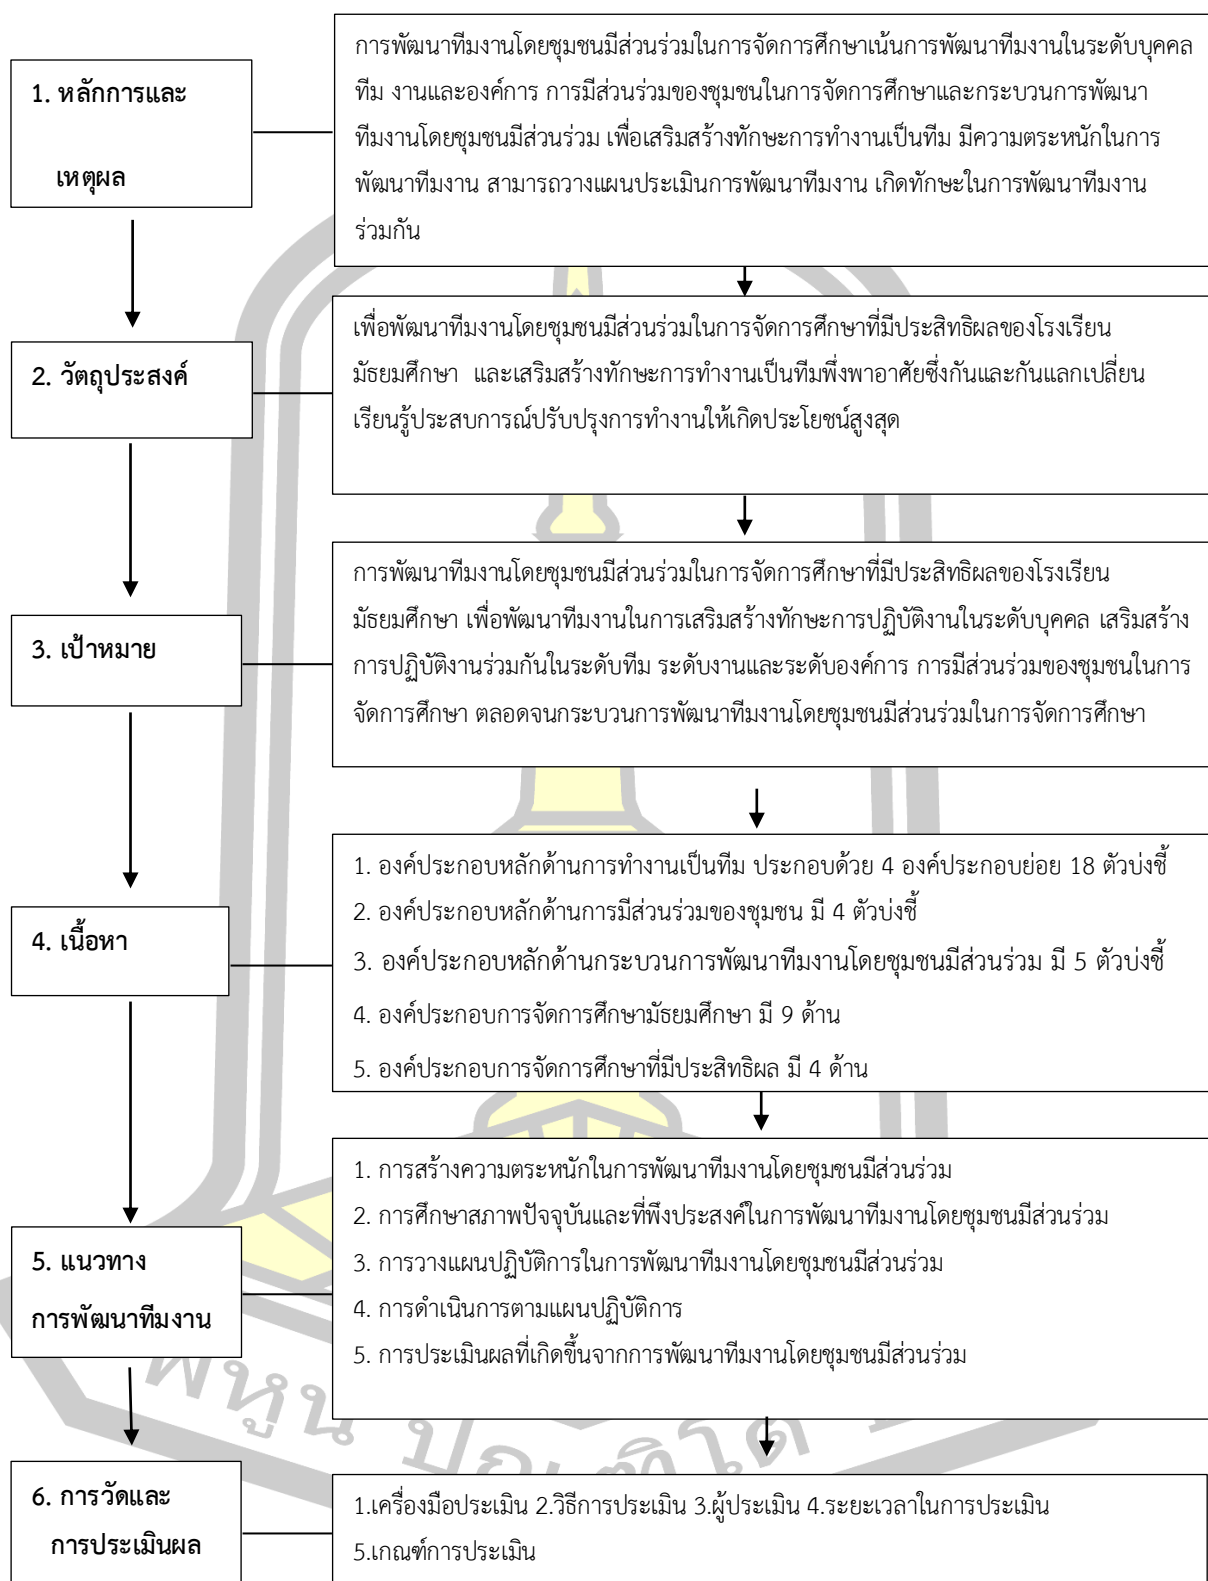 1. หลักการและ
เหตุผล
การพัฒนาทีมงานโดยชุมชนมีส่วนร่วมในการจัดการศึกษาเน้นการพัฒนาทีมงานในระดับบุคคล
ทีม งานและองค์การ การมีส่วนร่วมของชุมชนในการจัดการศึกษาและกระบวนการพัฒนา
ทีมงานโดยชุมชนมีส่วนร่วม เพื่อเสริมสร้างทักษะการทำงานเป็นทีม มีความตระหนักในการ
พัฒนาทีมงาน สามารถวางแผนประเมินการพัฒนาทีมงาน เกิดทักษะในการพัฒนาทีมงาน
ร่วมกัน
2. วัตถุประสงค์
เพื่อพัฒนาทีมงานโดยชุมชนมีส่วนร่วมในการจัดการศึกษาที่มีประสิทธิผลของโรงเรียน
มัธยมศึกษา และเสริมสร้างทักษะการทำงานเป็นทีมพึ่งพาอาศัยซึ่งกันและกันแลกเปลี่ยน
เรียนรู้ประสบการณ์ปรับปรุงการทำงานให้เกิดประโยชน์สูงสุด
3. เป้าหมาย
การพัฒนาทีมงานโดยชุมชนมีส่วนร่วมในการจัดการศึกษาที่มีประสิทธิผลของโรงเรียน
มัธยมศึกษา เพื่อพัฒนาทีมงานในการเสริมสร้างทักษะการปฏิบัติงานในระดับบุคคล เสริมสร้าง
การปฏิบัติงานร่วมกันในระดับทีม ระดับงานและระดับองค์การ การมีส่วนร่วมของชุมชนในการ
จัดการศึกษา ตลอดจนกระบวนการพัฒนาทีมงานโดยชุมชนมีส่วนร่วมในการจัดการศึกษา
4. เนื้อหา
1. องค์ประกอบหลักด้านการทำงานเป็นทีม ประกอบด้วย 4 องค์ประกอบย่อย 18 ตัวบ่งชี้
2. องค์ประกอบหลักด้านการมีส่วนร่วมของชุมชน มี 4 ตัวบ่งชี้
3. องค์ประกอบหลักด้านกระบวนการพัฒนาทีมงานโดยชุมชนมีส่วนร่วม มี 5 ตัวบ่งชี้
4. องค์ประกอบการจัดการศึกษามัธยมศึกษา มี 9 ด้าน
5. องค์ประกอบการจัดการศึกษาที่มีประสิทธิผล มี 4 ด้าน
5. แนวทาง
การพัฒนาทีมงาน
1. การสร้างความตระหนักในการพัฒนาทีมงานโดยชุมชนมีส่วนร่วม
2. การศึกษาสภาพปัจจุบันและที่พึงประสงค์ในการพัฒนาทีมงานโดยชุมชนมีส่วนร่วม
3. การวางแผนปฏิบัติการในการพัฒนาทีมงานโดยชุมชนมีส่วนร่วม
4. การดำเนินการตามแผนปฏิบัติการ
5. การประเมินผลที่เกิดขึ้นจากการพัฒนาทีมงานโดยชุมชนมีส่วนร่วม
6. การวัดและ
การประเมินผล
1.เครื่องมือประเมิน 2.วิธีการประเมิน 3.ผู้ประเมิน 4.ระยะเวลาในการประเมิน
5.เกณฑ์การประเมิน
พหูน